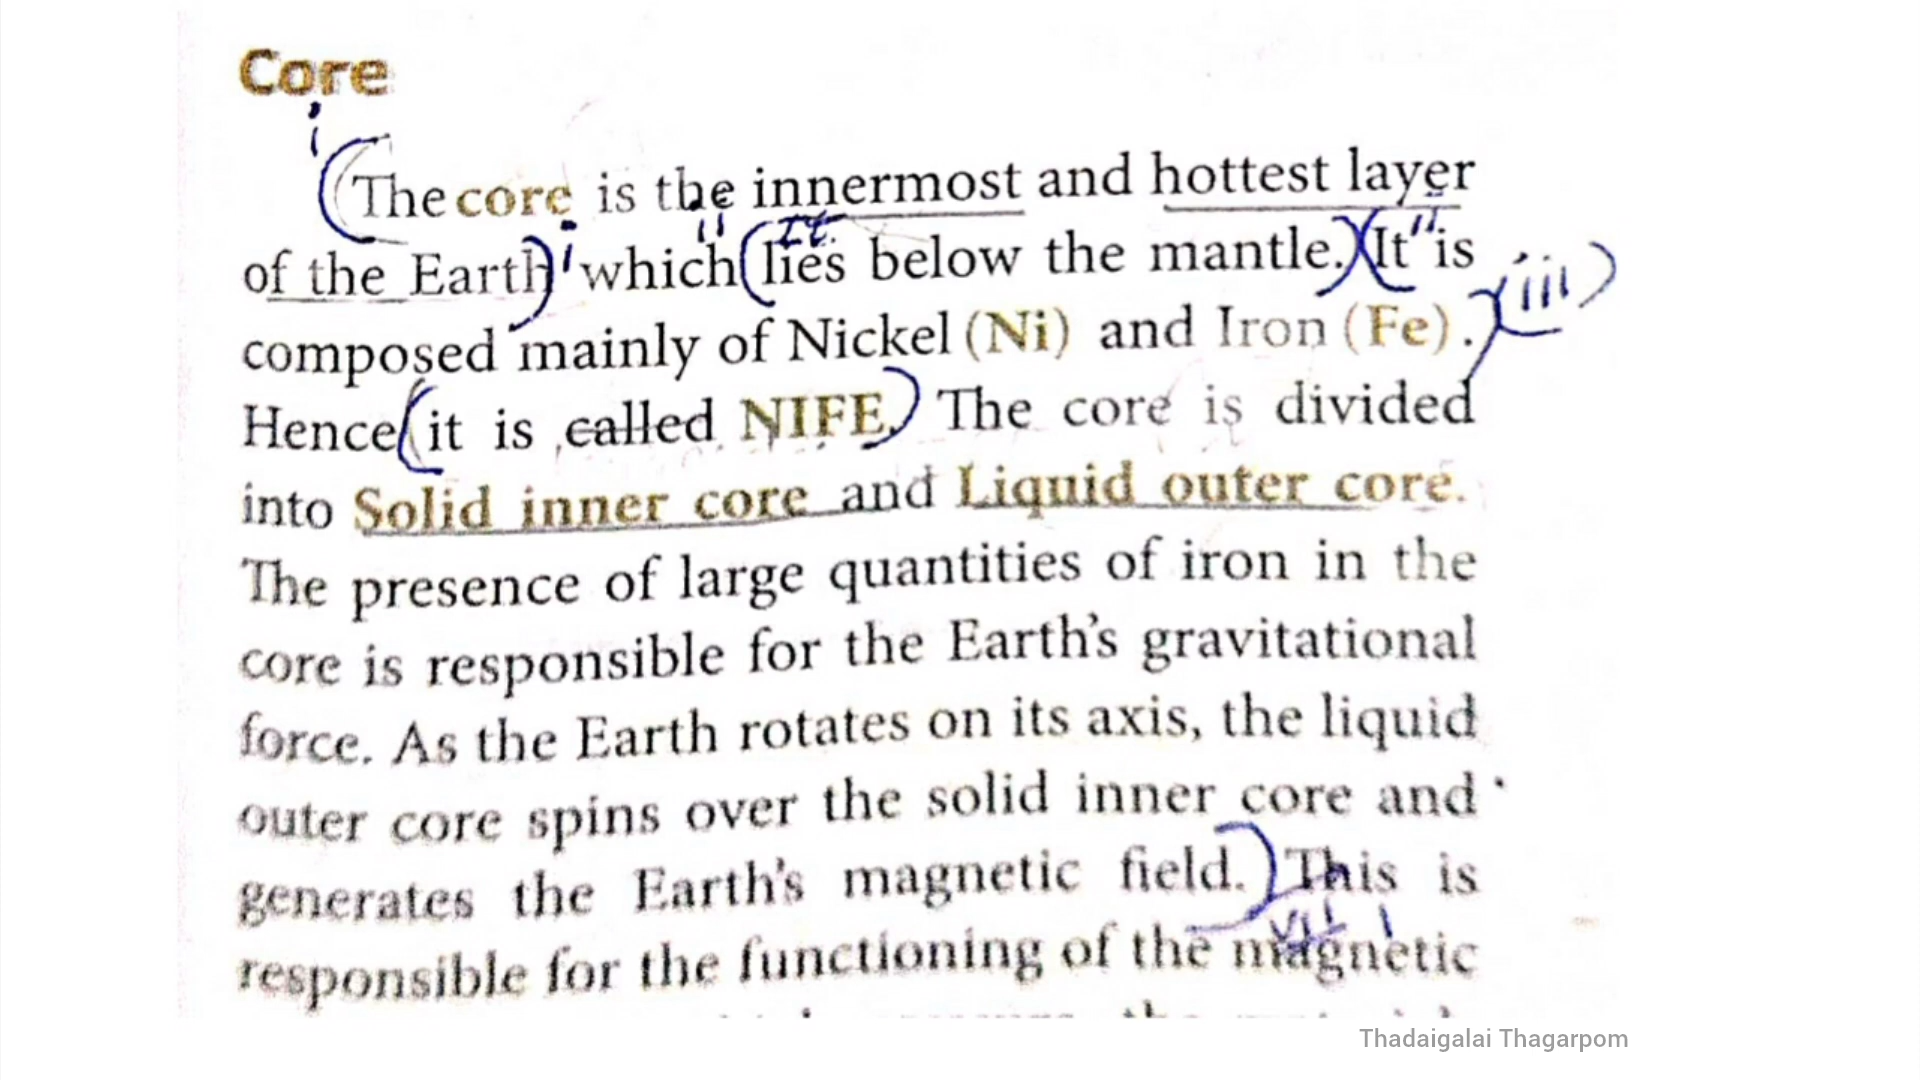 Core
The core is the innermost and hottest layer
of the Earth which lies below the mantle. It is
composed mainly of Nickel (Ni) and Iron (Fe).
Hence it is called NIFE. The core is divided
into Solid inner core and Liquid outer core.
The presence of large quantities of iron in the
core is responsible for the Earth's gravitational
force. As the Earth rotates on its axis, the liquid
outer core spins over the solid inner core and
generates the Earth's magnetic field. This is
responsible for the functioning of the magnetic
Thadaigalai Thagarpom